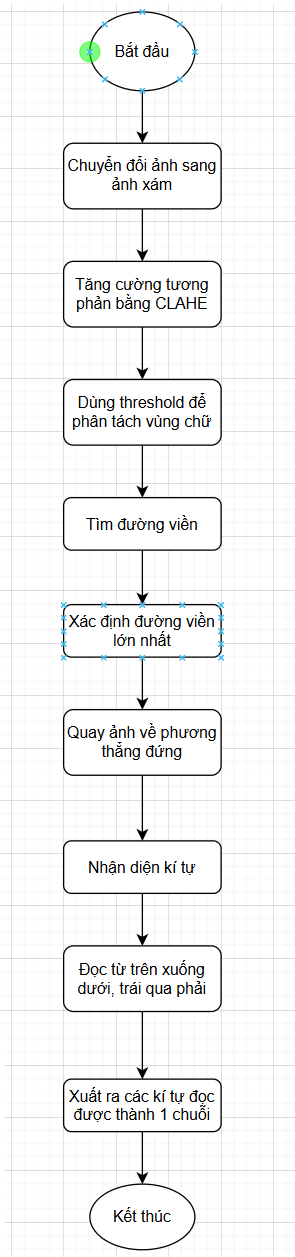 Bắt đầu
Chuyển đổi ảnh sang
ảnh xám
Tăng cường tương
phản bằng CLAHE
Dùng threshold để
phân tách vùng chữ
Tìm đường viền
Xác định đường viền
lớn nhất
Quay ảnh về phương
thẳng đứng
Nhận diện kí tự
Đọc từ trên xuống
dưới, trái qua phải
Xuất ra các kí tự đọc
được thành 1 chuỗi
Kết thúc